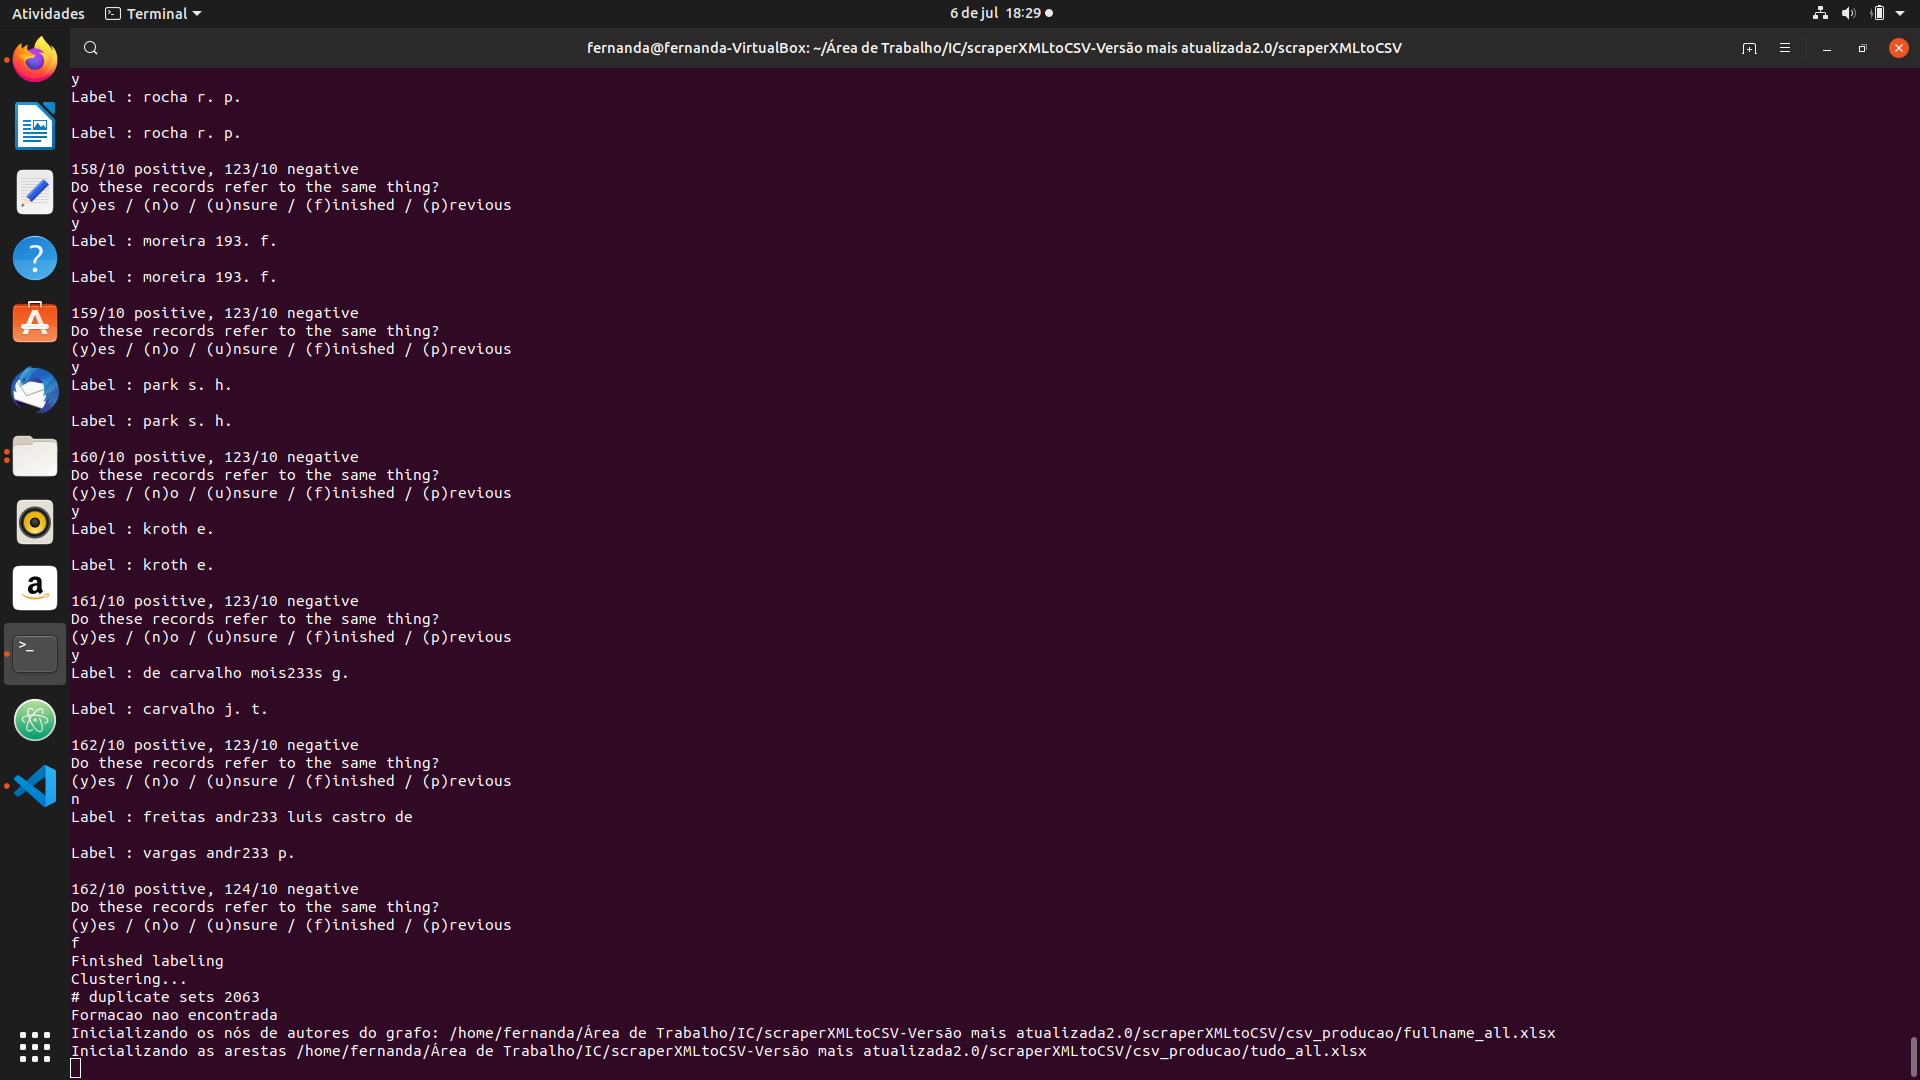 Atividades
Terminal
6 de jul 18:29
fernanda@fernanda-VirtualBox: ~/Área de Trabalho/IC/scraperXMLtoCSV-Versão mais atualizada2.0/scraperXMLtoCSV
y
Label : rocha r. p.
Label : rocha r. p.
158/10 positive, 123/10 negative
Do these records refer to the same thing?
(y)es / (n)o / (u)nsure / (f)inished / (p)revious
y
Label : moreira 193. f.
Label : moreira 193. f.
159/10 positive, 123/10 negative
Do these records refer to the same thing?
(y)es / (n)o / (u)nsure / (f)inished / (p)revious
y
Label : park s. h.
Label : park s. h.
160/10 positive, 123/10 negative
Do these records refer to the same thing?
(y)es / (n)o / (u)nsure / (f)inished / (p)revious
y
Label : kroth e.
Label : kroth e.
161/10 positive, 123/10 negative
Do these records refer to the same thing?
(y)es / (n)o / (u)nsure / (f)inished / (p)revious
y
Label : de carvalho mois233s g.
Label : carvalho j. t.
162/10 positive, 123/10 negative
Do these records refer to the same thing?
(y)es / (n)o / (u)nsure / (f)inished / (p)revious
n
Label : freitas andr233 luis castro de
Label : vargas andr233 p.
162/10 positive, 124/10 negative
Do these records refer to the same thing?
(y)es / (n)o / (u)nsure / (f)inished / (p)revious
f
Finished labeling
Clustering...
# duplicate sets 2063
Formacao nao encontrada
Inicializando os nós de autores do grafo: /home/fernanda/Área de Trabalho/IC/scraperXMLtoCSV-Versão mais atualizada2.0/scraperXMLtoCSV/csv_producao/fullname_all.xlsx
Inicializando as arestas /home/fernanda/Área de Trabalho/IC/scraperXMLtoCSV-Versão mais atualizada2.0/scraperXMLtoCSV/csv_producao/tudo_all.xlsx